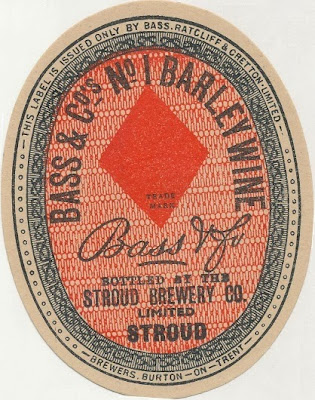 THIS LABEL IS ISSUED ONLY BY BASS, RATCLIFF & GRETTON, LIMITED
BASS & Co's No 1 BARLEY WINE
TRADE
MARK
Bass & Co
BOTTLED BY THE
STROUD BREWERY CO.
LIMITED
STROUD
BREWERS, BURTON-ON-TRENT